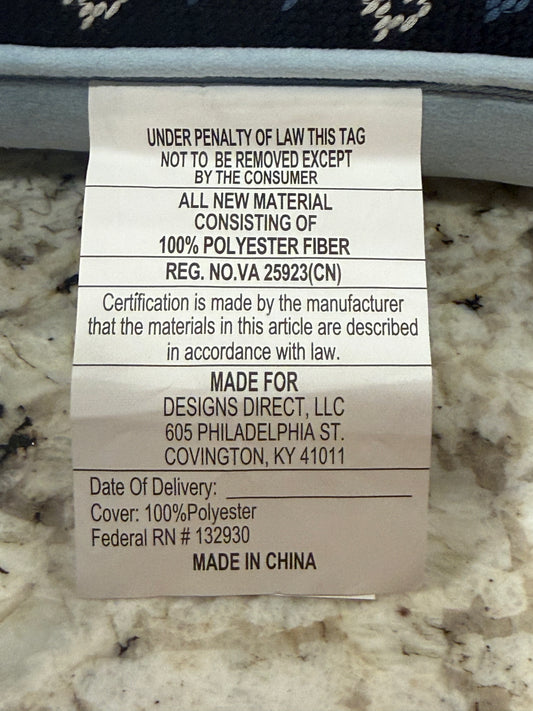 UNDER PENALTY OF LAW THIS TAG
NOT TO BE REMOVED EXCEPT
BY THE CONSUMER
ALL NEW MATERIAL
CONSISTING OF
100% POLYESTER FIBER
REG. NO.VA 25923(CN)
Certification is made by the manufacturer
that the materials in this article are described
in accordance with law.
MADE FOR
DESIGNS DIRECT, LLC
605 PHILADELPHIA ST.
COVINGTON, KY 41011
Date Of Delivery:
Cover: 100%Polyester
Federal RN # 132930
MADE IN CHINA